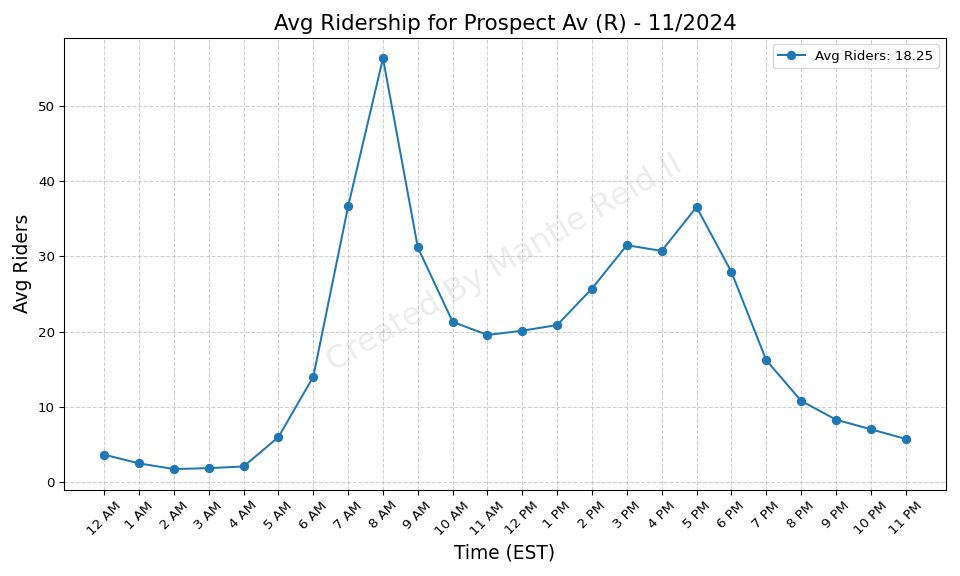 Avg Ridership for Prospect Av (R) - 11/2024
Avg Riders: 18.25
Avg Riders
50
40
30
20
10
0
Created By Mantie Reid II
12 AM
1 AM
2 AM
3 AM
4 AM
5 AM
6 AM
7 AM
8 AM
9 AM
10 AM
11 AM
12 PM
1 PM
2 PM
3 PM
4 PM
5 PM
6 PM
7 PM
8 PM
9 PM
10 PM
11 PM
Time (EST)